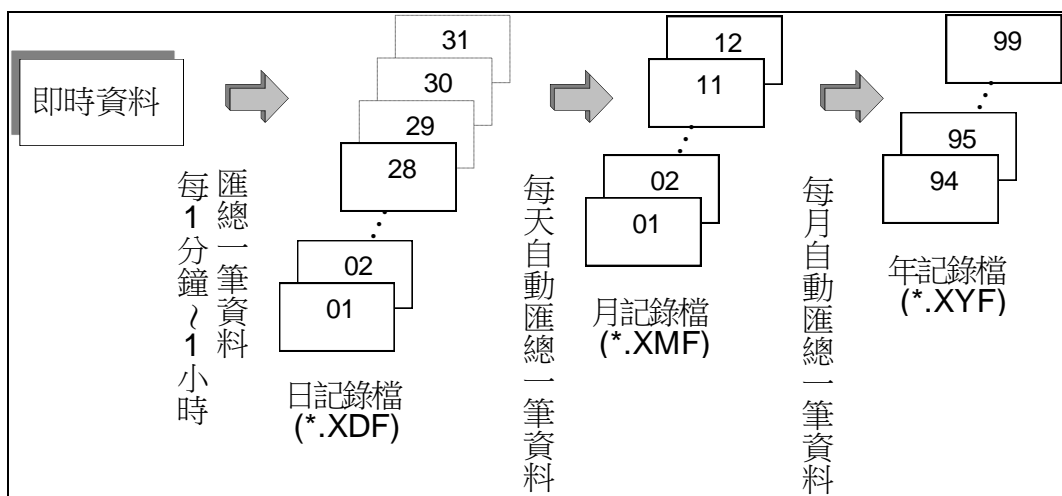 即時資料
每1分鐘~1小時
匯總一筆資料
31
30
29
28
02
01
日記錄檔
(*.XDF)
每天自動匯總一筆資料
12
11
02
01
月記錄檔
(*.XMF)
每月自動匯總一筆資料
99
95
94
年記錄檔
(*.XYF)